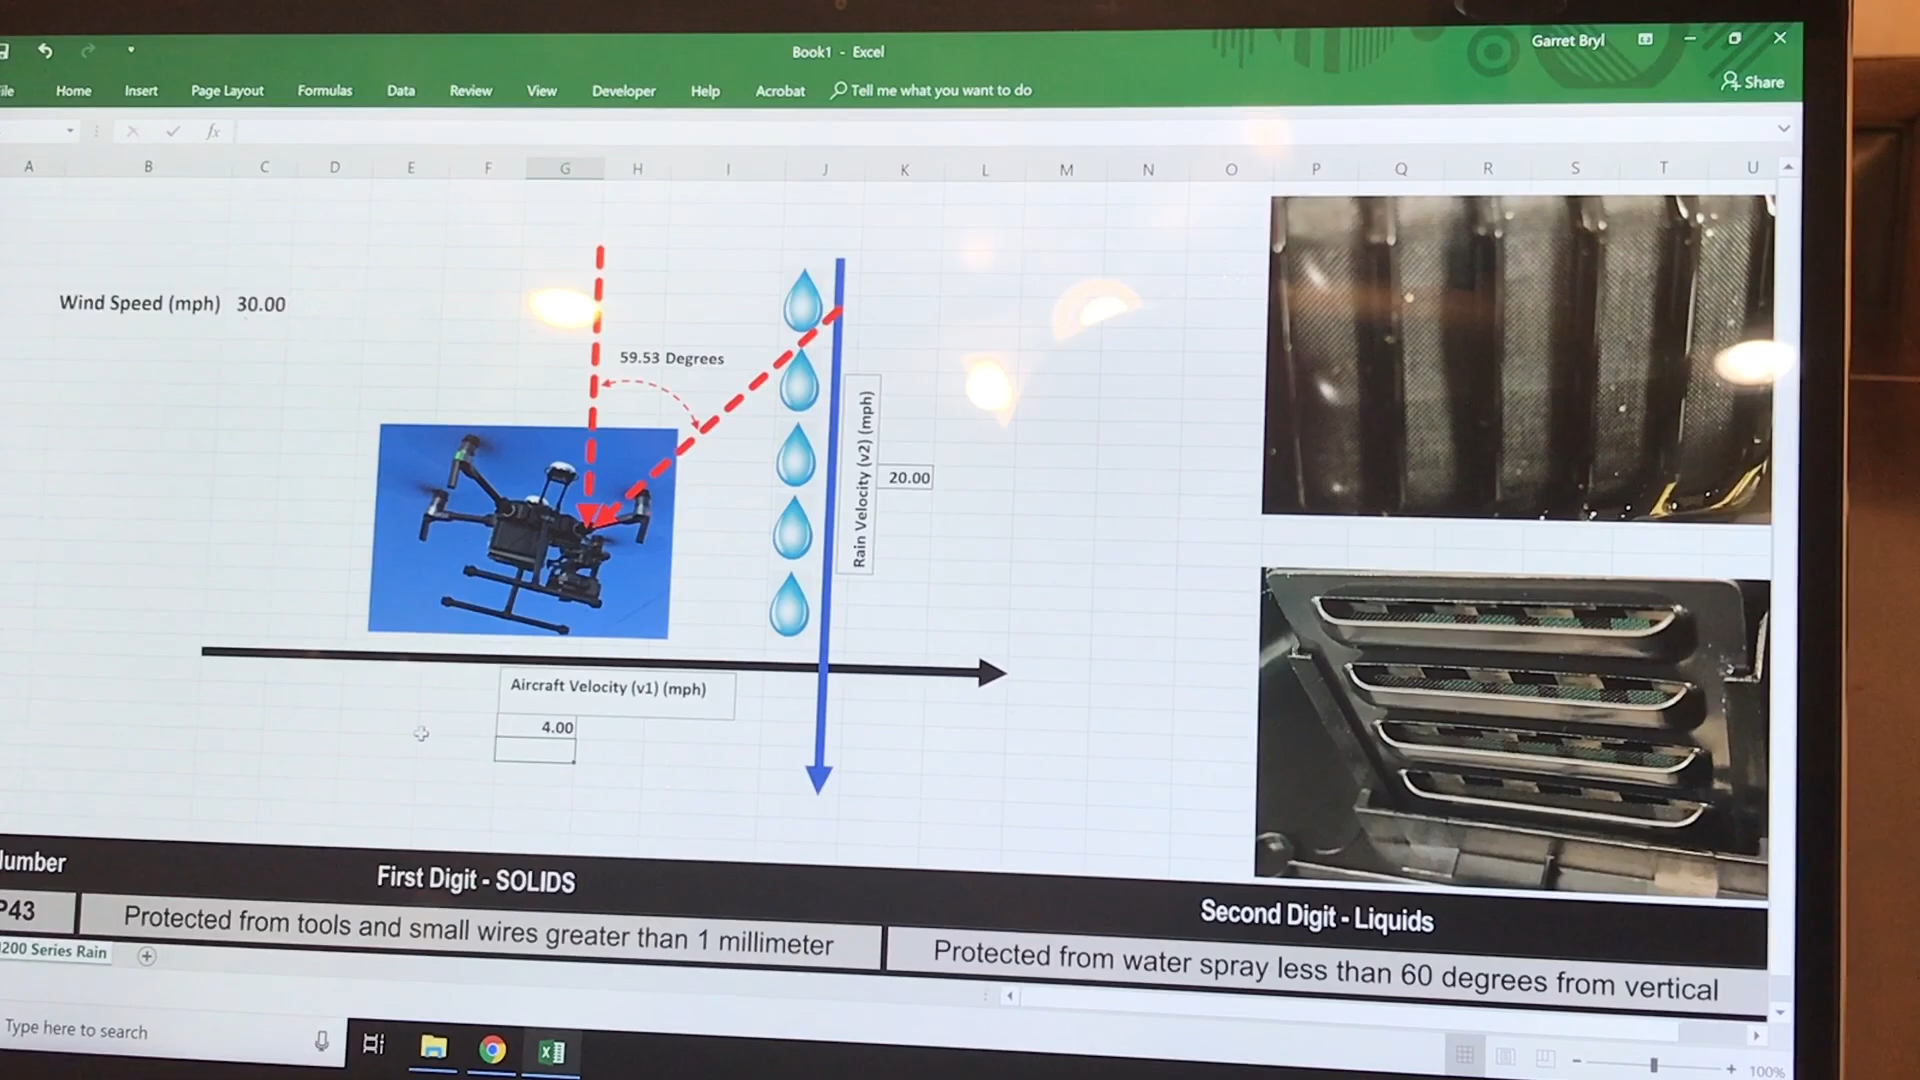 Book1 - Excel
Garret Bryl
Home Insert Page Layout Formulas Data Review View Developer Help Acrobat Tell me what you want to do
Share
fx
A B C D E F G H I J K L M N O P Q R S T U
Wind Speed (mph) 30.00
59.53 Degrees
Rain Velocity (v2) (mph)
20.00
Aircraft Velocity (v1) (mph)
4.00
First Digit - SOLIDS
Second Digit - Liquids
P43
Protected from tools and small wires greater than 1 millimeter
Protected from water spray less than 60 degrees from vertical
200 Series Rain
Type here to search
100%